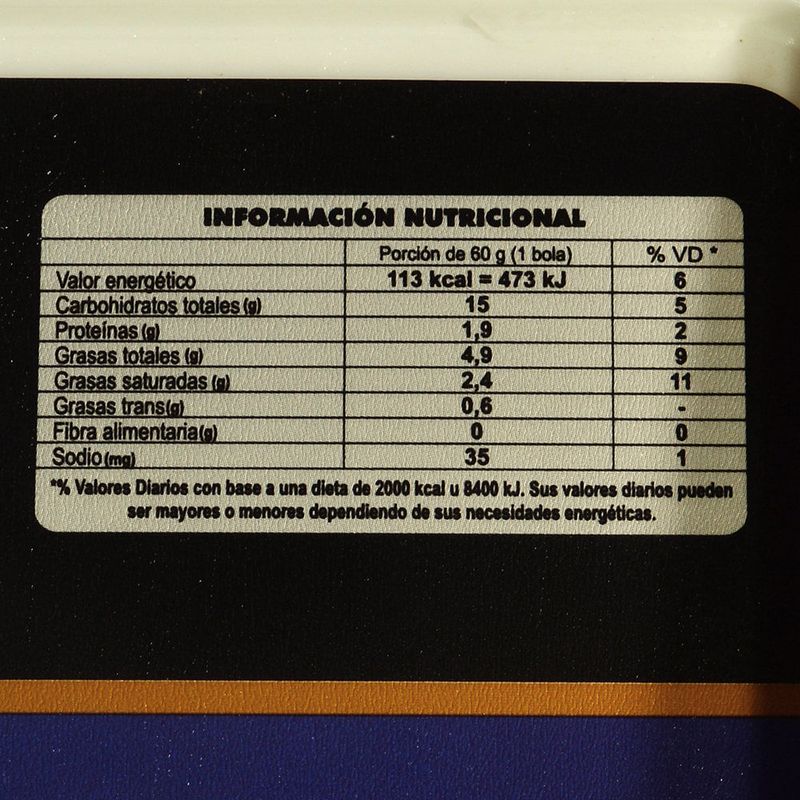 INFORMACIÓN NUTRICIONAL
Porción de 60 g (1 bola) % VD *
Valor energético 113 kcal = 473 kJ 6
Carbohidratos totales (g) 15 5
Proteínas (g) 1,9 2
Grasas totales (g) 4,9 9
Grasas saturadas (g) 2,4 11
Grasas trans(g) 0,6 -
Fibra alimentaria(g) 0 0
Sodio(mg) 35 1
*% Valores Diarios con base a una dieta de 2000 kcal u 8400 kJ. Sus valores diarios pueden
ser mayores o menores dependiendo de sus necesidades energéticas.